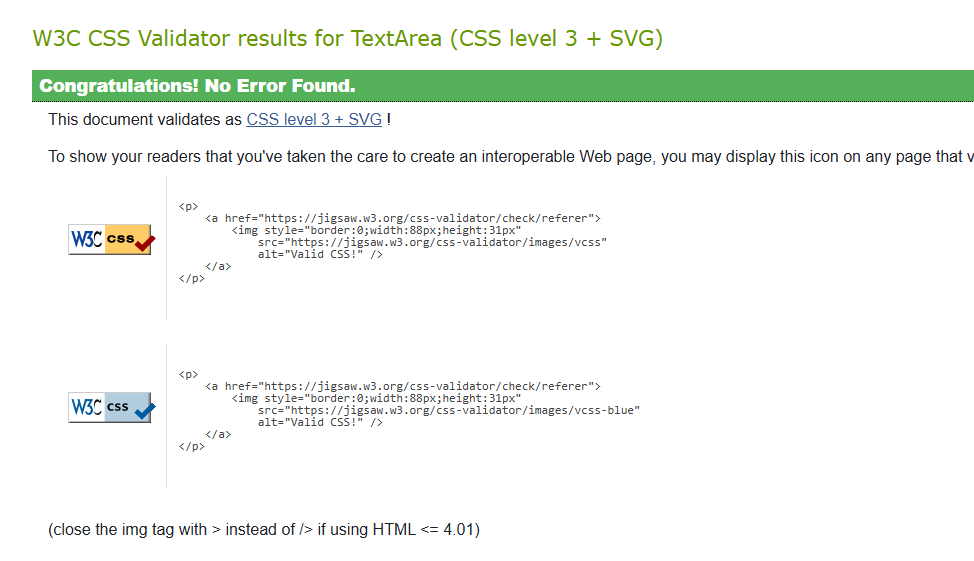 W3C CSS Validator results for TextArea (CSS level 3 + SVG)
Congratulations! No Error Found.
This document validates as CSS level 3 + SVG !
To show your readers that you've taken the care to create an interoperable Web page, you may display this icon on any page that v
<p>
<a href="https://jigsaw.w3.org/css-validator/check/referer">
<img style="border:0;width:88px;height:31px"
W3C css
src="https://jigsaw.w3.org/css-validator/images/vcss"
alt="Valid CSS!" />
</a>
</p>
<p>
<a href="https://jigsaw.w3.org/css-validator/check/referer">
<img style="border:0;width:88px;height:31px"
W3C css
src="https://jigsaw.w3.org/css-validator/images/vcss-blue"
alt="Valid CSS!" />
</a>
</p>
(close the img tag with > instead of /> if using HTML <= 4.01)